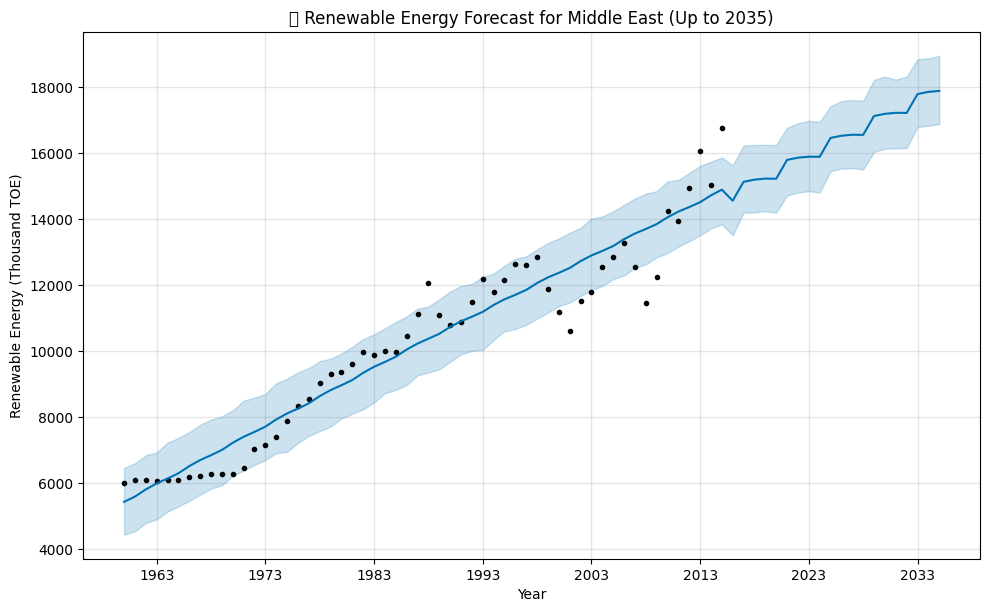 ▯ Renewable Energy Forecast for Middle East (Up to 2035)
Renewable Energy (Thousand TOE)
18000
16000
14000
12000
10000
8000
6000
4000
1963 1973 1983 1993 2003 2013 2023 2033
Year